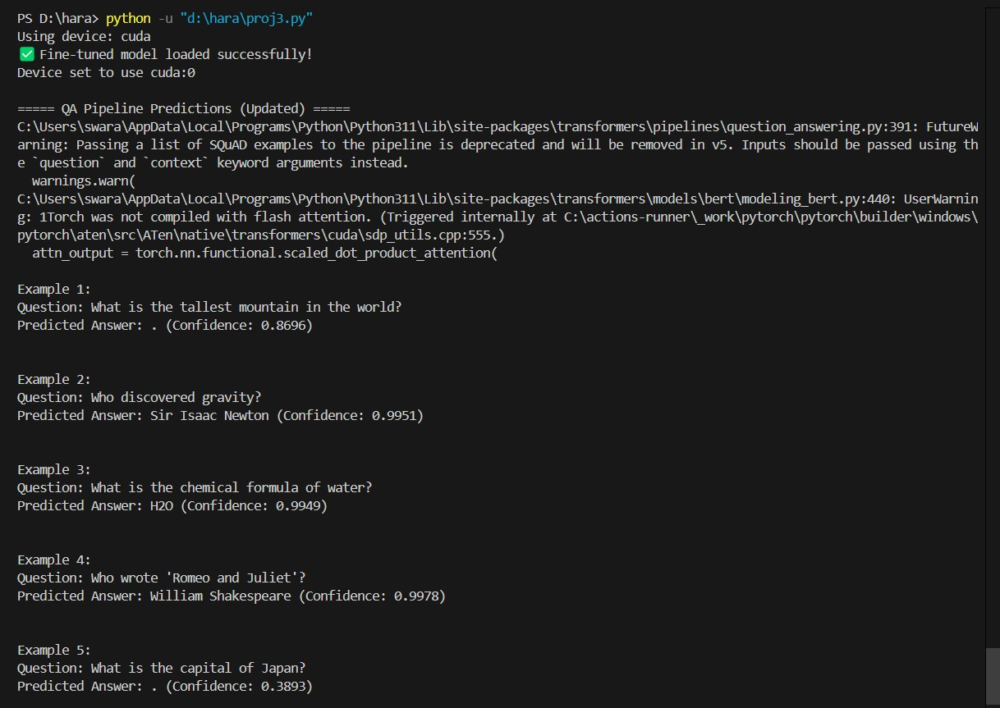 PS D:\hara> python -u "d:\hara\proj3.py"
Using device: cuda
✅ Fine-tuned model loaded successfully!
Device set to use cuda:0
===== QA Pipeline Predictions (Updated) =====
C:\Users\swara\AppData\Local\Programs\Python\Python311\Lib\site-packages\transformers\pipelines\question_answering.py:391: FutureW
arning: Passing a list of SQuAD examples to the pipeline is deprecated and will be removed in v5. Inputs should be passed using th
e `question` and `context` keyword arguments instead.
  warnings.warn(
C:\Users\swara\AppData\Local\Programs\Python\Python311\Lib\site-packages\transformers\models\bert\modeling_bert.py:440: UserWarnin
g: 1Torch was not compiled with flash attention. (Triggered internally at C:\actions-runner\_work\pytorch\pytorch\builder\windows\
pytorch\aten\src\ATen\native\transformers\cuda\sdp_utils.cpp:555.)
  attn_output = torch.nn.functional.scaled_dot_product_attention(
Example 1:
Question: What is the tallest mountain in the world?
Predicted Answer: . (Confidence: 0.8696)
Example 2:
Question: Who discovered gravity?
Predicted Answer: Sir Isaac Newton (Confidence: 0.9951)
Example 3:
Question: What is the chemical formula of water?
Predicted Answer: H2O (Confidence: 0.9949)
Example 4:
Question: Who wrote 'Romeo and Juliet'?
Predicted Answer: William Shakespeare (Confidence: 0.9978)
Example 5:
Question: What is the capital of Japan?
Predicted Answer: . (Confidence: 0.3893)